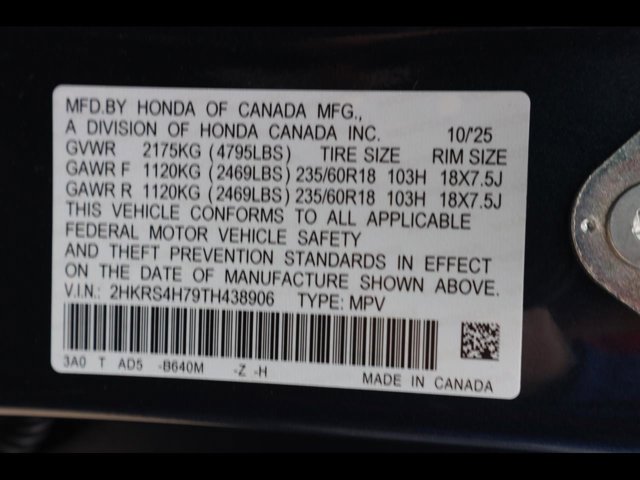 MFD.BY HONDA OF CANADA MFG.,
A DIVISION OF HONDA CANADA INC. 10/'25
GVWR 2175KG (4795LBS) TIRE SIZE RIM SIZE
GAWR F 1120KG (2469LBS) 235/60R18 103H 18X7.5J
GAWR R 1120KG (2469LBS) 235/60R18 103H 18X7.5J
THIS VEHICLE CONFORMS TO ALL APPLICABLE
FEDERAL MOTOR VEHICLE SAFETY
AND THEFT PREVENTION STANDARDS IN EFFECT
ON THE DATE OF MANUFACTURE SHOWN ABOVE.
V.I.N.: 2HKRS4H79TH438906 TYPE: MPV
3A0 T AD5 -B640M -Z -H
MADE IN CANADA